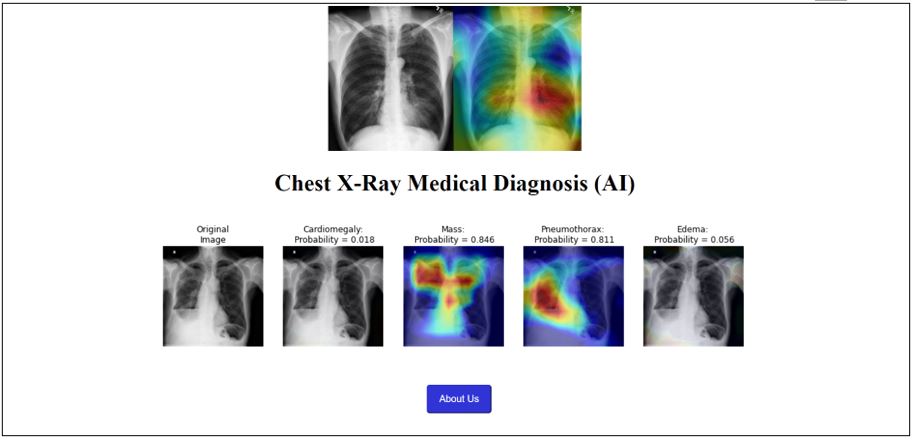 Chest X-Ray Medical Diagnosis (AI)
Original
Image
Cardiomegaly:
Probability = 0.018
Mass:
Probability = 0.846
Pneumothorax:
Probability = 0.811
Edema:
Probability = 0.056
About Us